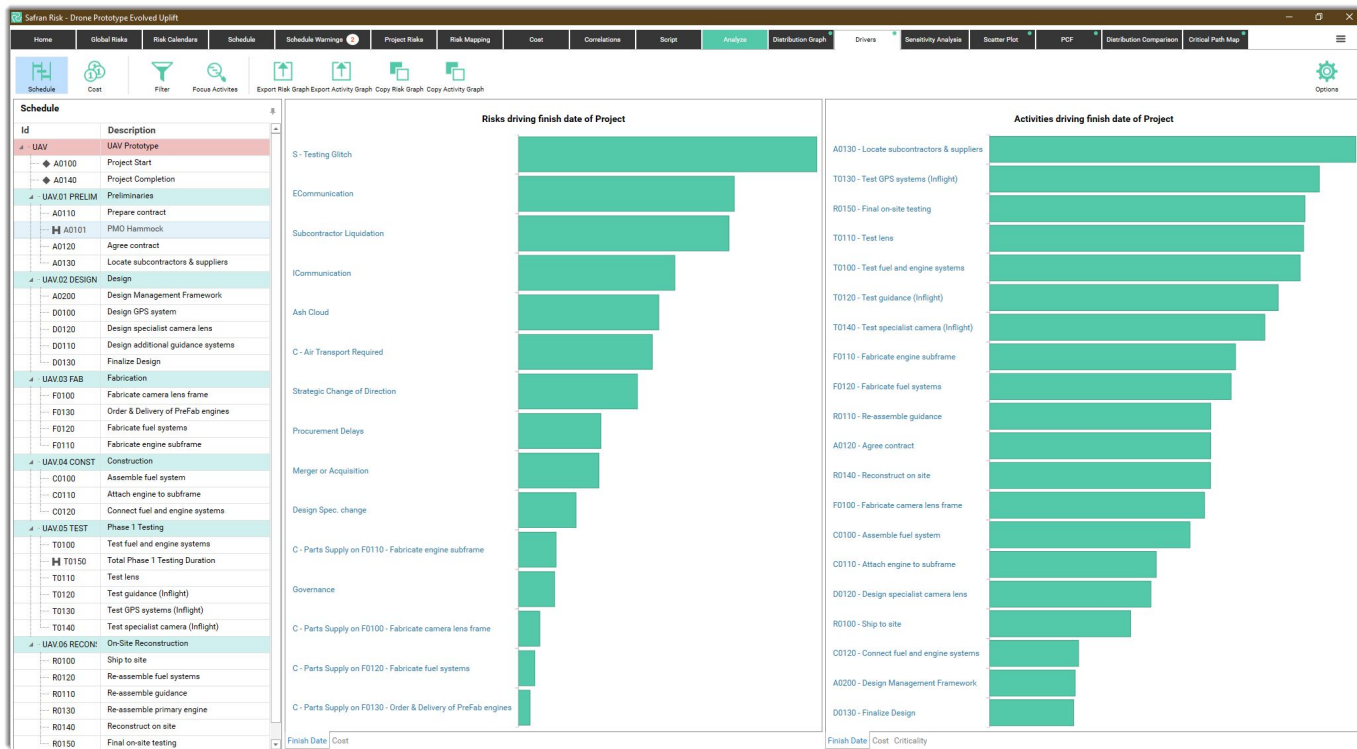 Safran Risk - Drone Prototype Evolved Uplift
Home Global Risks Risk Calendars Schedule Schedule Warnings 2 Project Risks Risk Mapping Cost Correlations Script Analyze Distribution Graph Drivers Sensitivity Analysis Scatter Plot PCF Distribution Comparison Critical Path Map
Schedule Cost Filter Focus Activites Export Risk Graph Export Activity Graph Copy Risk Graph Copy Activity Graph Options
Schedule
Id Description
UAV UAV Prototype
A0100 Project Start
A0140 Project Completion
UAV.01 PRELIM Preliminaries
A0110 Prepare contract
A0101 PMO Hammock
A0120 Agree contract
A0130 Locate subcontractors & suppliers
UAV.02 DESIGN Design
A0200 Design Management Framework
D0100 Design GPS system
D0120 Design specialist camera lens
D0110 Design additional guidance systems
D0130 Finalize Design
UAV.03 FAB Fabrication
F0100 Fabricate camera lens frame
F0130 Order & Delivery of PreFab engines
F0120 Fabricate fuel systems
F0110 Fabricate engine subframe
UAV.04 CONST Construction
C0100 Assemble fuel system
C0110 Attach engine to subframe
C0120 Connect fuel and engine systems
UAV.05 TEST Phase 1 Testing
T0100 Test fuel and engine systems
T0150 Total Phase 1 Testing Duration
T0110 Test lens
T0120 Test guidance (Inflight)
T0130 Test GPS systems (Inflight)
T0140 Test specialist camera (Inflight)
UAV.06 RECONS On-Site Reconstruction
R0100 Ship to site
R0120 Re-assemble fuel systems
R0110 Re-assemble guidance
R0130 Re-assemble primary engine
R0140 Reconstruct on site
R0150 Final on-site testing
Risks driving finish date of Project
S - Testing Glitch
ECommunication
Subcontractor Liquidation
ICommunication
Ash Cloud
C - Air Transport Required
Strategic Change of Direction
Procurement Delays
Merger or Acquisition
Design Spec. change
C - Parts Supply on F0110 - Fabricate engine subframe
Governance
C - Parts Supply on F0100 - Fabricate camera lens frame
C - Parts Supply on F0120 - Fabricate fuel systems
C - Parts Supply on F0130 - Order & Delivery of PreFab engines
Finish Date Cost
Activities driving finish date of Project
A0130 - Locate subcontractors & suppliers
T0130 - Test GPS systems (Inflight)
R0150 - Final on-site testing
T0110 - Test lens
T0100 - Test fuel and engine systems
T0120 - Test guidance (Inflight)
T0140 - Test specialist camera (Inflight)
F0110 - Fabricate engine subframe
F0120 - Fabricate fuel systems
R0110 - Re-assemble guidance
A0120 - Agree contract
R0140 - Reconstruct on site
F0100 - Fabricate camera lens frame
C0100 - Assemble fuel system
C0110 - Attach engine to subframe
D0120 - Design specialist camera lens
R0100 - Ship to site
C0120 - Connect fuel and engine systems
A0200 - Design Management Framework
D0130 - Finalize Design
Finish Date Cost Criticality